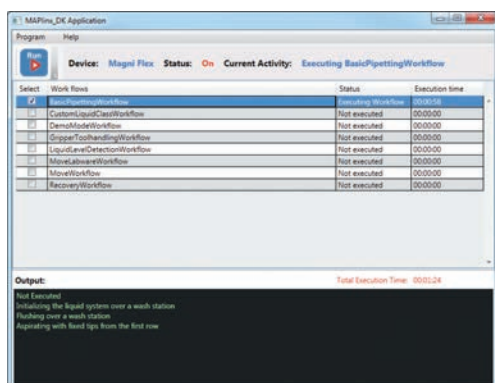 MAPlinx_DK Application
Program Help
Run
Device: Magni Flex Status: On Current Activity: Executing BasicPipettingWorkflow
Select Work flows Status Execution time
BasicPipettingWorkflow Executing Workflow 00:00:58
CustomLiquidClassWorkflow Not executed 00:00:00
DemoModeWorkflow Not executed 00:00:00
GripperToolhandlingWorkflow Not executed 00:00:00
LiquidLevelDetectionWorkflow Not executed 00:00:00
MoveLabwareWorkflow Not executed 00:00:00
MoveWorkflow Not executed 00:00:00
RecoveryWorkflow Not executed 00:00:00
Output: Total Execution Time: 00:01:24
Not Executed
Initializing the liquid system over a wash station
Flushing over a wash station
Aspirating with fixed tips from the first row